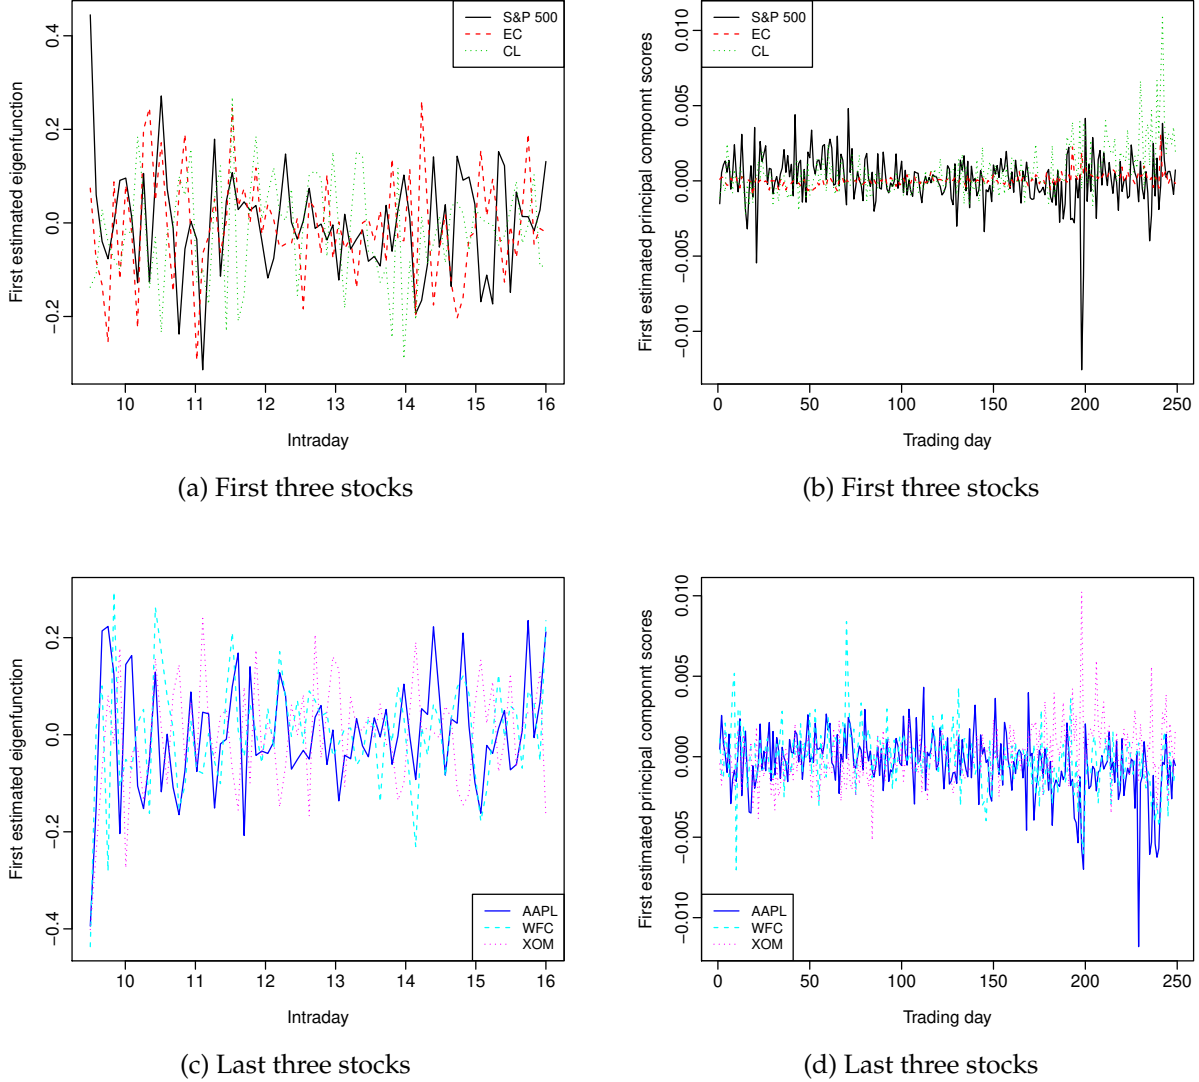 First estimated eigenfunction
0.4
0.2
0.0
−0.2
S&P 500
EC
CL
10 11 12 13 14 15 16
Intraday
(a) First three stocks
First estimated principal componnt scores
0.010
0.005
0.000
−0.005
−0.010
S&P 500
EC
CL
0 50 100 150 200 250
Trading day
(b) First three stocks
First estimated eigenfunction
0.2
0.0
−0.2
−0.4
AAPL
WFC
XOM
10 11 12 13 14 15 16
Intraday
(c) Last three stocks
First estimated principal componnt scores
0.010
0.005
0.000
−0.005
−0.010
AAPL
WFC
XOM
0 50 100 150 200 250
Trading day
(d) Last three stocks